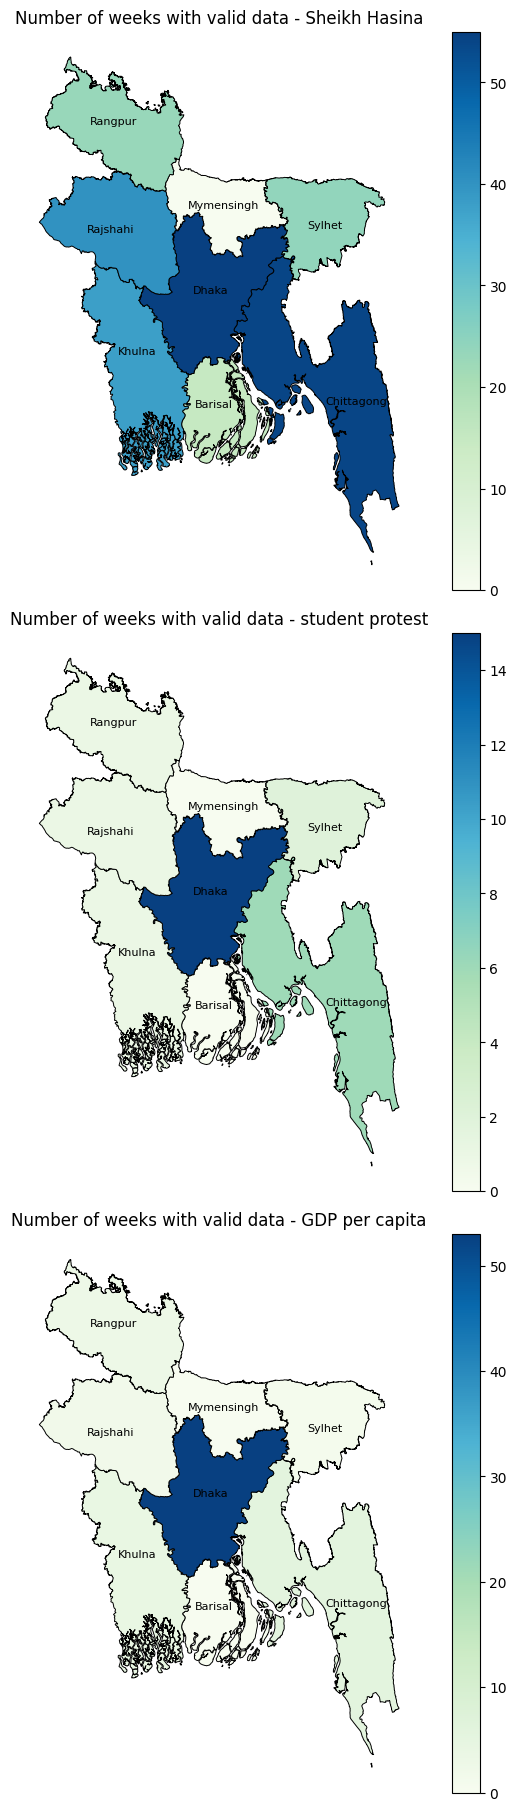 Number of weeks with valid data - Sheikh Hasina
Rangpur
Mymensingh
Rajshahi
Sylhet
Dhaka
Khulna
Barisal
Chittagong
50
40
30
20
10
0
Number of weeks with valid data - student protest
Rangpur
Mymensingh
Rajshahi
Sylhet
Dhaka
Khulna
Barisal
Chittagong
14
12
10
8
6
4
2
0
Number of weeks with valid data - GDP per capita
Rangpur
Mymensingh
Rajshahi
Sylhet
Dhaka
Khulna
Barisal
Chittagong
50
40
30
20
10
0